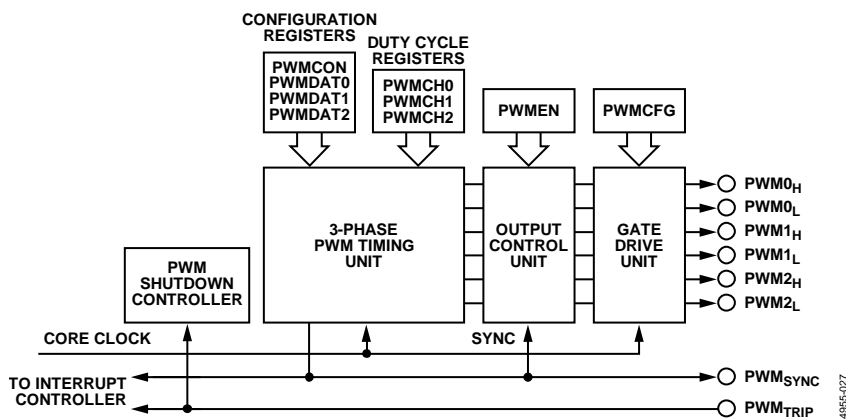 CONFIGURATION
REGISTERS
DUTY CYCLE
REGISTERS
PWMCON
PWMDAT0
PWMDAT1
PWMDAT2
PWMCH0
PWMCH1
PWMCH2
PWMEN
PWMCFG
3-PHASE
PWM TIMING
UNIT
OUTPUT
CONTROL
UNIT
GATE
DRIVE
UNIT
PWM0H
PWM0L
PWM1H
PWM1L
PWM2H
PWM2L
PWM
SHUTDOWN
CONTROLLER
CORE CLOCK
SYNC
TO INTERRUPT
CONTROLLER
PWMSYNC
PWMTRIP
4955-027